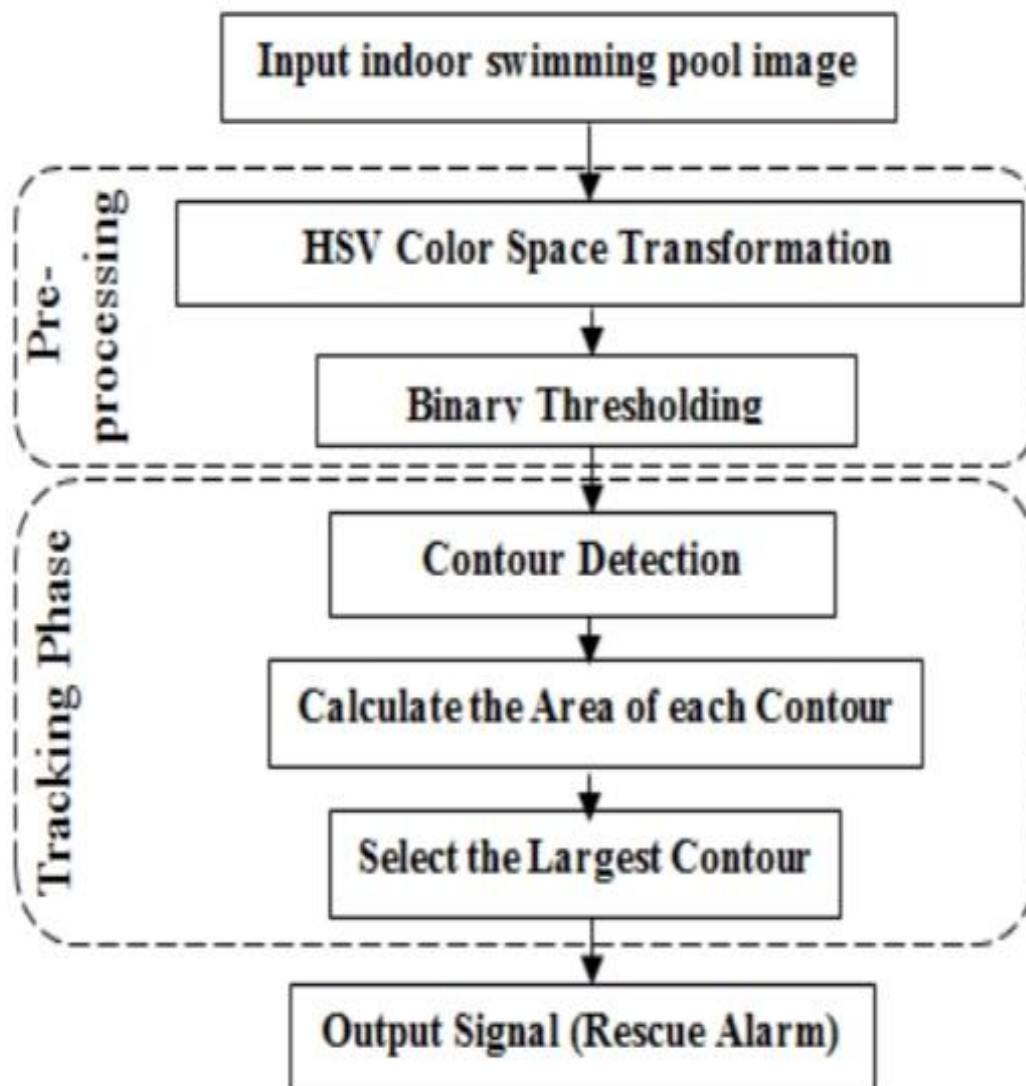 Input indoor swimming pool image
Pre-
processing
HSV Color Space Transformation
Binary Thresholding
Tracking Phase
Contour Detection
Calculate the Area of each Contour
Select the Largest Contour
Output Signal (Rescue Alarm)